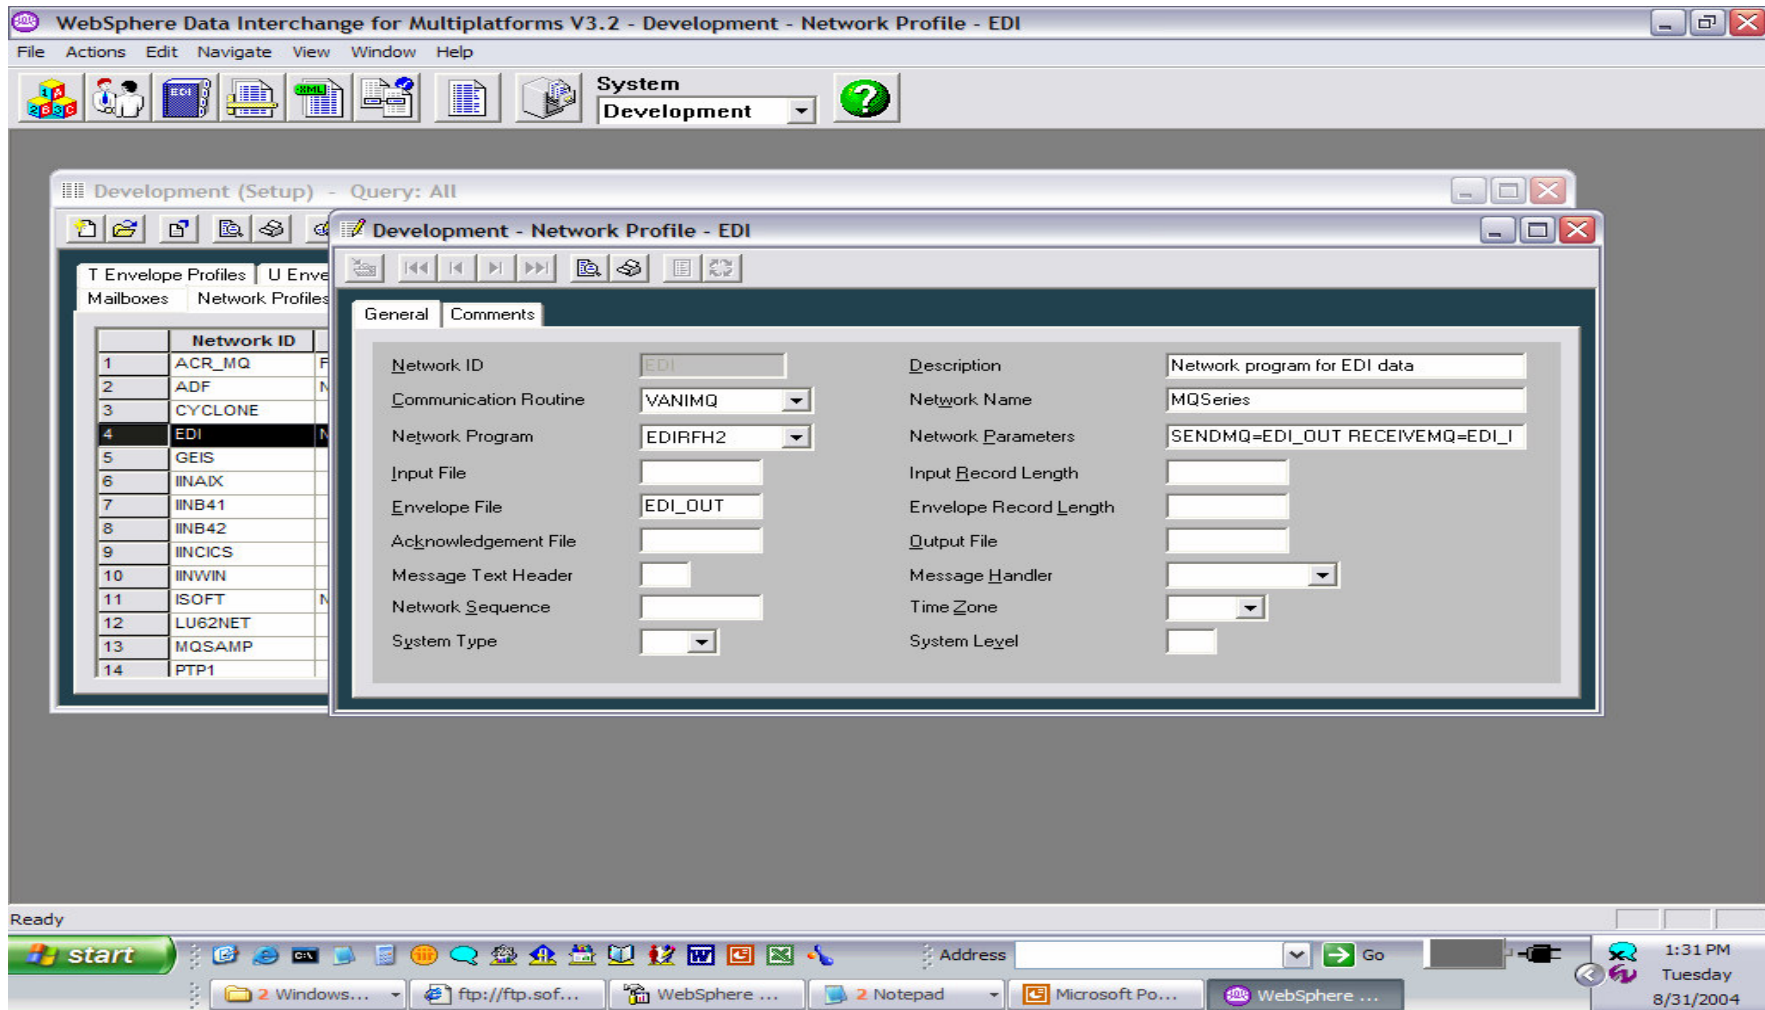 WebSphere Data Interchange for Multiplatforms V3.2 - Development - Network Profile - EDI
File Actions Edit Navigate View Window Help
System
Development
Development (Setup) - Query: All
Development - Network Profile - EDI
T Envelope Profiles U Enve
Mailboxes Network Profiles
General Comments
Network ID
1 ACR_MQ F
2 ADF N
3 CYCLONE
4 EDI N
5 GEIS
6 IINAIX
7 IINB41
8 IINB42
9 IINCICS
10 IINWIN
11 ISOFT N
12 LU62NET
13 MQSAMP
14 PTP1
Network ID EDI Description Network program for EDI data
Communication Routine VANIMQ Network Name MQSeries
Network Program EDIRFH2 Network Parameters SENDMQ=EDI_OUT RECEIVEMQ=EDI_I
Input File Input Record Length
Envelope File EDI_OUT Envelope Record Length
Acknowledgement File Output File
Message Text Header Message Handler
Network Sequence Time Zone
System Type System Level
Ready
start Address Go 1:31 PM
2 Windows... ftp://ftp.sof... WebSphere ... 2 Notepad Microsoft Po... WebSphere ... Tuesday
8/31/2004